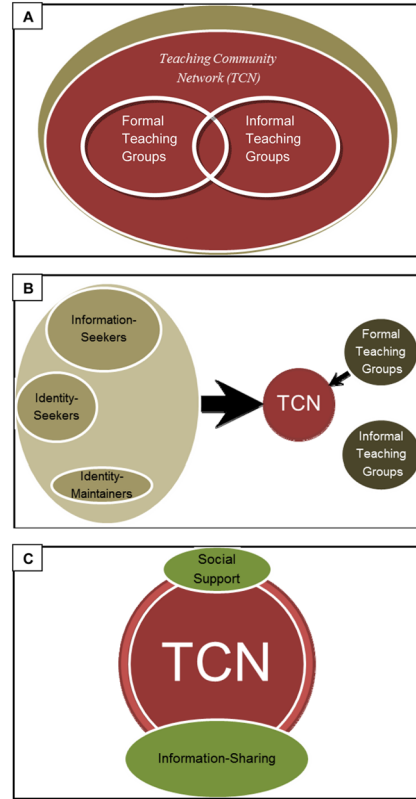 A
Teaching Community
Network (TCN)
Formal
Teaching
Groups
Informal
Teaching
Groups
B
Information-
Seekers
Identity-
Seekers
Identity-
Maintainers
TCN
Formal
Teaching
Groups
Informal
Teaching
Groups
C
Social
Support
TCN
Information-Sharing